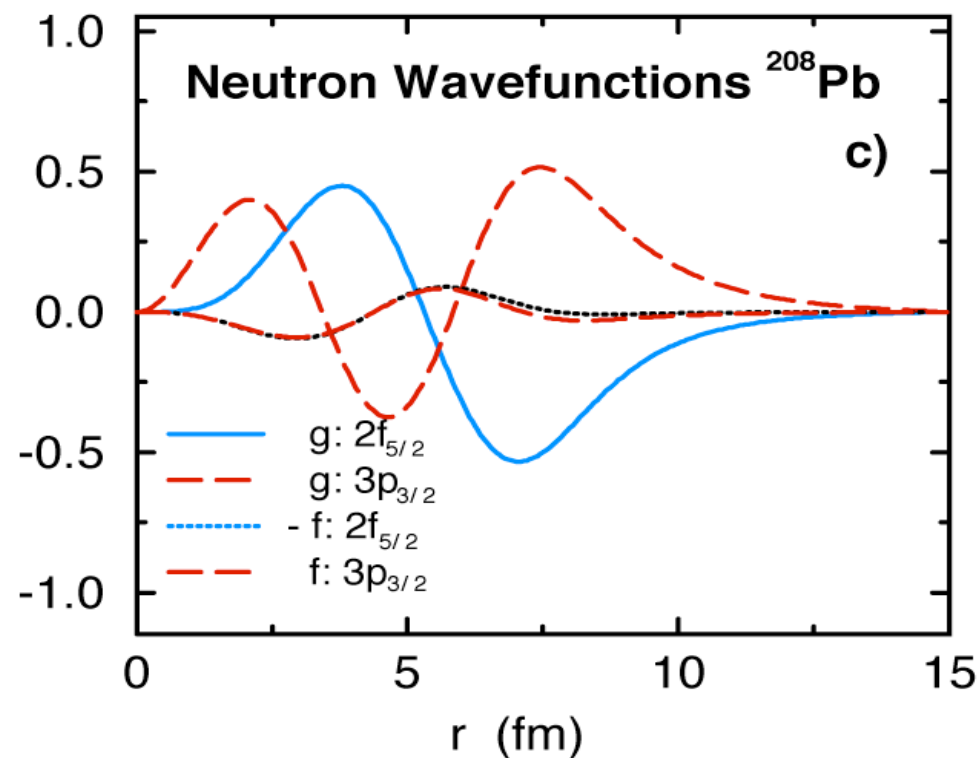 1.0
0.5
0.0
-0.5
-1.0
Neutron Wavefunctions ²⁰⁸Pb
c)
g: 2f₅/₂
g: 3p₃/₂
- f: 2f₅/₂
f: 3p₃/₂
0 5 10 15
r (fm)